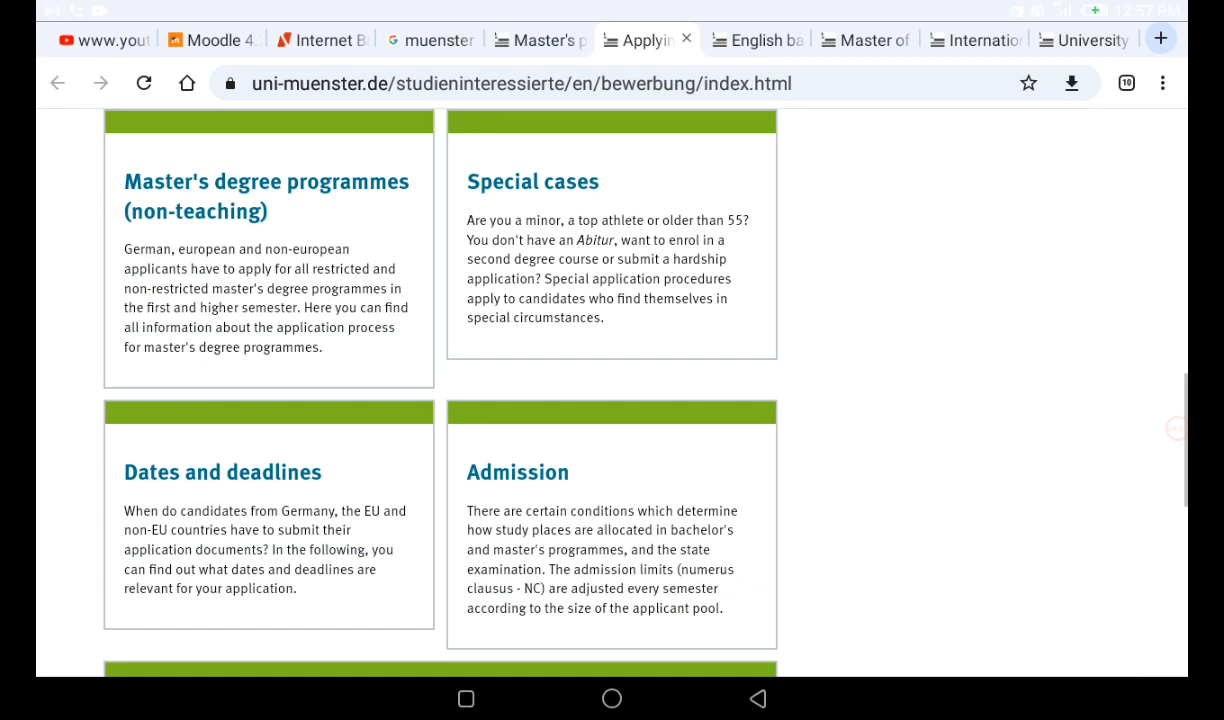 12:57 PM
www.yout
Moodle 4.
Internet B
muenster
Master's p
Applyin
English ba
Master of
Internatio
University
uni-muenster.de/studieninteressierte/en/bewerbung/index.html
10
Master's degree programmes
(non-teaching)
German, european and non-european
applicants have to apply for all restricted and
non-restricted master's degree programmes in
the first and higher semester. Here you can find
all information about the application process
for master's degree programmes.
Special cases
Are you a minor, a top athlete or older than 55?
You don't have an Abitur, want to enrol in a
second degree course or submit a hardship
application? Special application procedures
apply to candidates who find themselves in
special circumstances.
Dates and deadlines
When do candidates from Germany, the EU and
non-EU countries have to submit their
application documents? In the following, you
can find out what dates and deadlines are
relevant for your application.
Admission
There are certain conditions which determine
how study places are allocated in bachelor's
and master's programmes, and the state
examination. The admission limits (numerus
clausus - NC) are adjusted every semester
according to the size of the applicant pool.